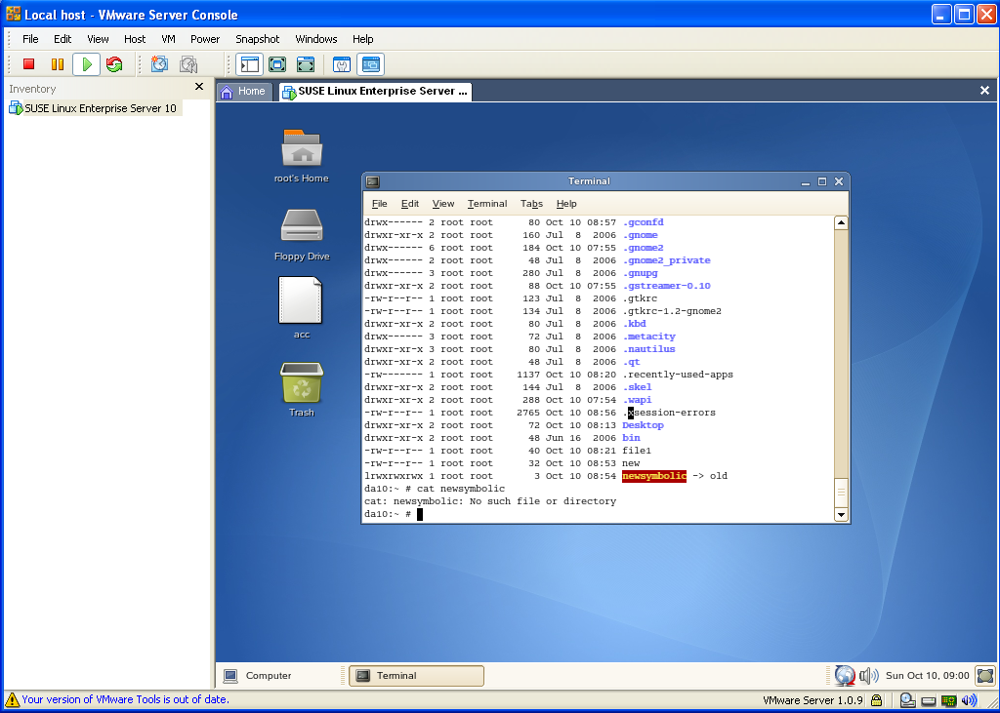 Local host - VMware Server Console
File Edit View Host VM Power Snapshot Windows Help
Inventory
SUSE Linux Enterprise Server 10
Home SUSE Linux Enterprise Server ...
root's Home
Floppy Drive
acc
Trash
Terminal
File Edit View Terminal Tabs Help
drwx------ 2 root root 80 Oct 10 08:57 .gconfd
drwxr-xr-x 2 root root 160 Jul 8 2006 .gnome
drwx------ 6 root root 184 Oct 10 07:55 .gnome2
drwx------ 2 root root 48 Jul 8 2006 .gnome2_private
drwx------ 3 root root 280 Jul 8 2006 .gnupg
drwxr-xr-x 2 root root 88 Oct 10 07:55 .gstreamer-0.10
-rw-r--r-- 1 root root 123 Jul 8 2006 .gtkrc
-rw-r--r-- 1 root root 134 Jul 8 2006 .gtkrc-1.2-gnome2
drwxr-xr-x 2 root root 80 Jul 8 2006 .kbd
drwx------ 3 root root 72 Jul 8 2006 .metacity
drwxr-xr-x 3 root root 80 Jul 8 2006 .nautilus
drwxr-xr-x 2 root root 48 Jul 8 2006 .qt
-rw------- 1 root root 1137 Oct 10 08:20 .recently-used-apps
drwxr-xr-x 2 root root 144 Jul 8 2006 .skel
drwxr-xr-x 2 root root 288 Oct 10 07:54 .wapi
-rw-r--r-- 1 root root 2765 Oct 10 08:56 .xsession-errors
drwxr-xr-x 2 root root 72 Oct 10 08:13 Desktop
drwxr-xr-x 2 root root 48 Jun 16 2006 bin
-rw-r--r-- 1 root root 40 Oct 10 08:21 file1
-rw-r--r-- 1 root root 32 Oct 10 08:53 new
lrwxrwxrwx 1 root root 3 Oct 10 08:54 newsymbolic -> old
da10:~ # cat newsymbolic
cat: newsymbolic: No such file or directory
da10:~ #
Computer Terminal Sun Oct 10, 09:00
Your version of VMware Tools is out of date. VMware Server 1.0.9